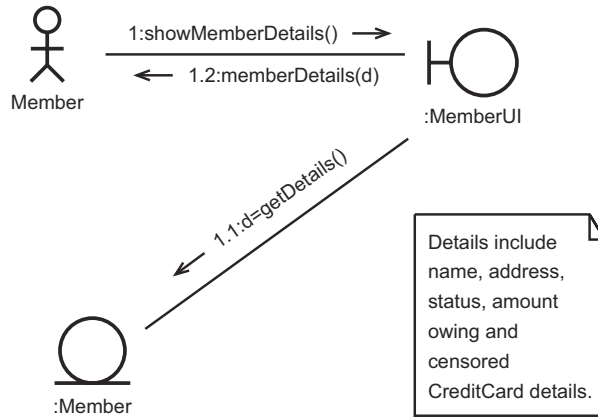 1:showMemberDetails()
1.2:memberDetails(d)
Member
:MemberUI
1.1:d=getDetails()
Details include
name, address,
status, amount
owing and
censored
CreditCard details.
:Member